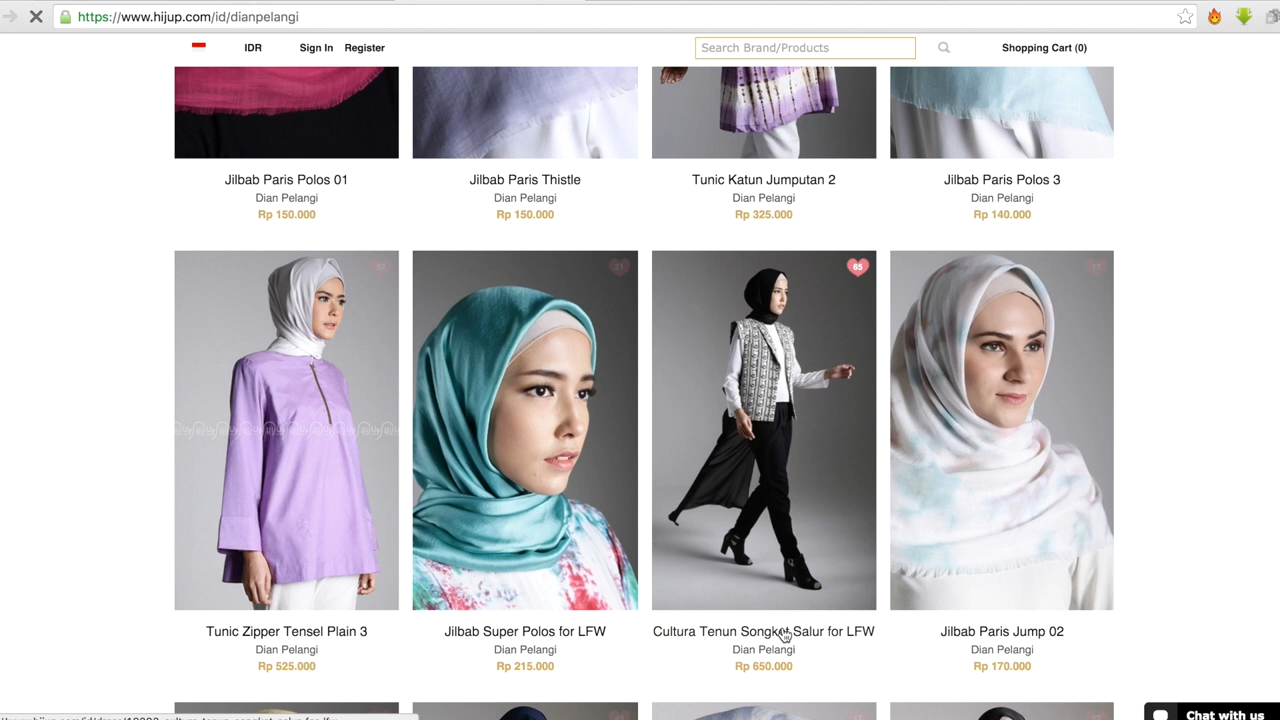 https://www.hijup.com/id/dianpelangi
IDR
Sign In
Register
Search Brand/Products
Shopping Cart (0)
Jilbab Paris Polos 01
Dian Pelangi
Rp 150.000
Jilbab Paris Thistle
Dian Pelangi
Rp 150.000
Tunic Katun Jumputan 2
Dian Pelangi
Rp 325.000
Jilbab Paris Polos 3
Dian Pelangi
Rp 140.000
52
21
65
17
Tunic Zipper Tensel Plain 3
Dian Pelangi
Rp 525.000
Jilbab Super Polos for LFW
Dian Pelangi
Rp 215.000
Cultura Tenun Songket Salur for LFW
Dian Pelangi
Rp 650.000
Jilbab Paris Jump 02
Dian Pelangi
Rp 170.000
Chat with us